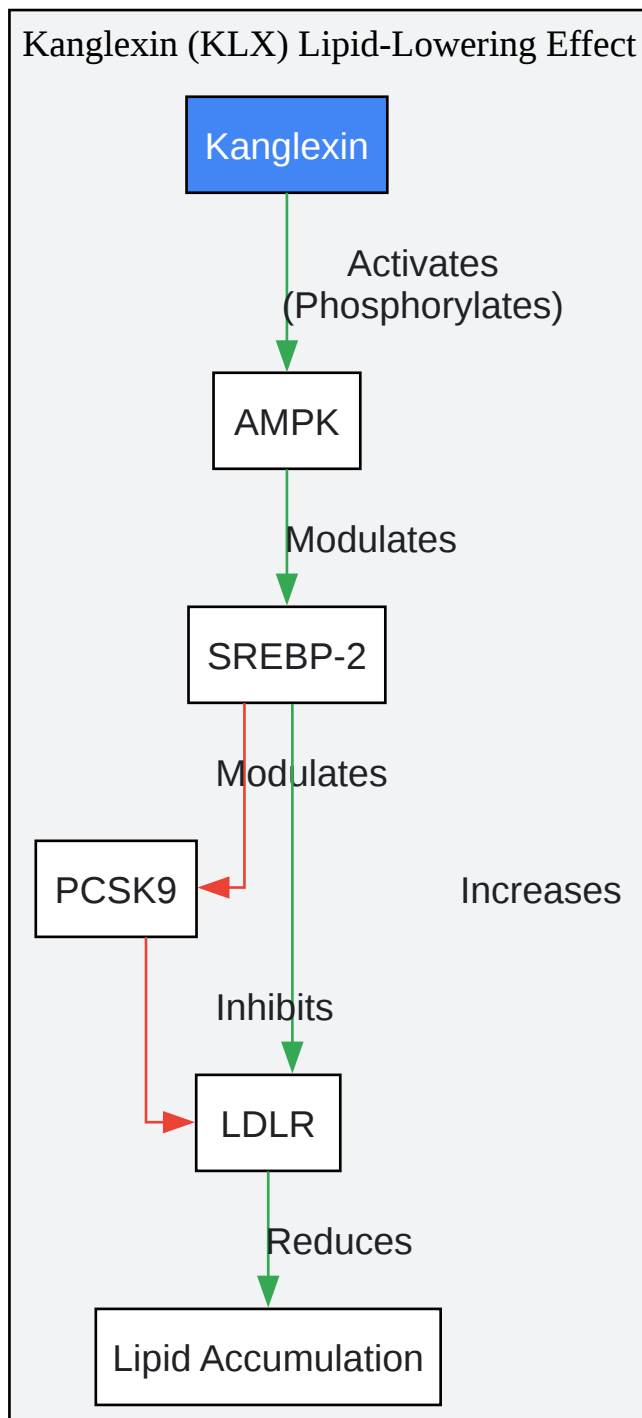 Kanglexin (KLX) Lipid-Lowering Effect
Kanglexin
Activates
(Phosphorylates)
AMPK
Modulates
SREBP-2
Modulates
PCSK9
Increases
Inhibits
LDLR
Reduces
Lipid Accumulation